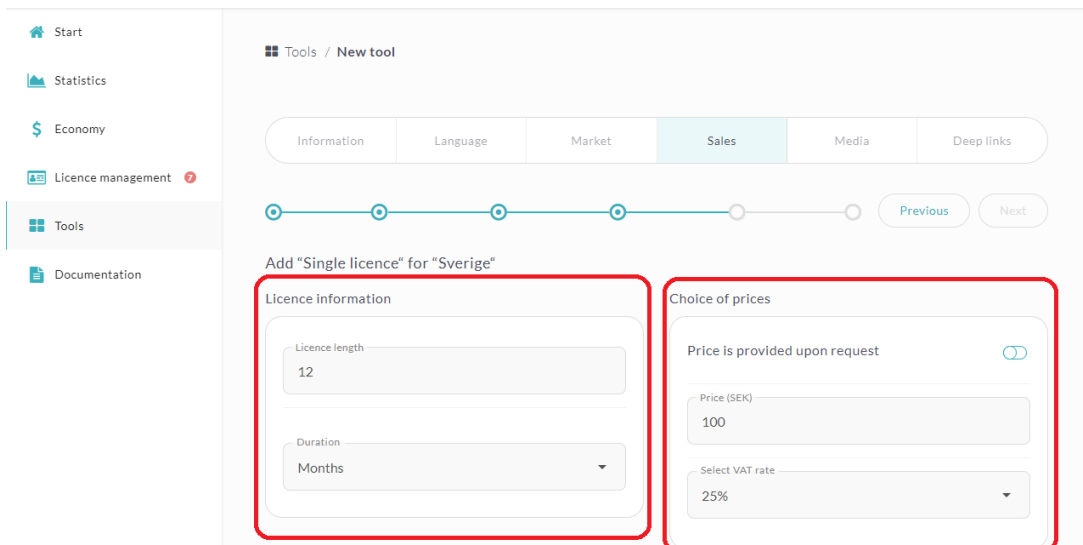 Start
Statistics
Economy
Licence management 7
Tools
Documentation
Tools / New tool
Information Language Market Sales Media Deep links
Previous Next
Add “Single licence“ for “Sverige“
Licence information
Licence length
12
Duration
Months
Choice of prices
Price is provided upon request
Price (SEK)
100
Select VAT rate
25%